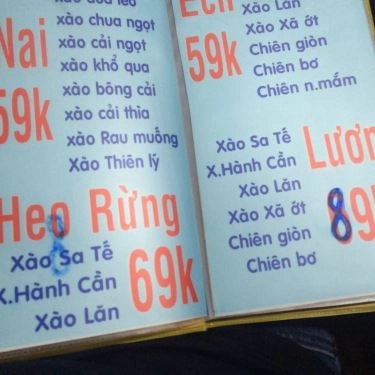 Nai
59k
xào chua ngọt
xào cải ngọt
xào khổ qua
xào bông cải
xào cải thìa
xào Rau muống
Xào Thiên lý
Heo Rừng
69k
Xào Sa Tế
X.Hành Cần
Xào Lăn
59k
Xào Lăn
Xào Xã ớt
Chiên giòn
Chiên bơ
Chiên n.mắm
Xào Sa Tế
X.Hành Cần
Xào Lăn
Xào Xã ớt
Chiên giòn
Chiên bơ
89